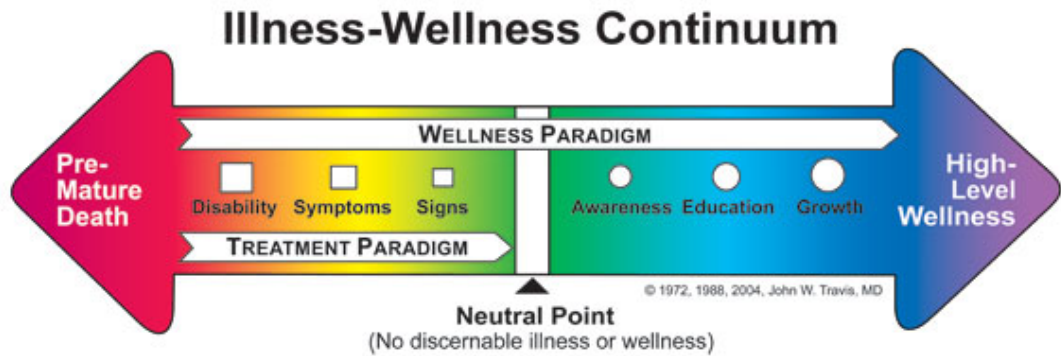 Illness-Wellness Continuum
WELLNESS PARADIGM
Pre-
Mature
Death
Disability Symptoms Signs
Awareness Education Growth
High-
Level
Wellness
TREATMENT PARADIGM
© 1972, 1988, 2004, John W. Travis, MD
Neutral Point
(No discernable illness or wellness)